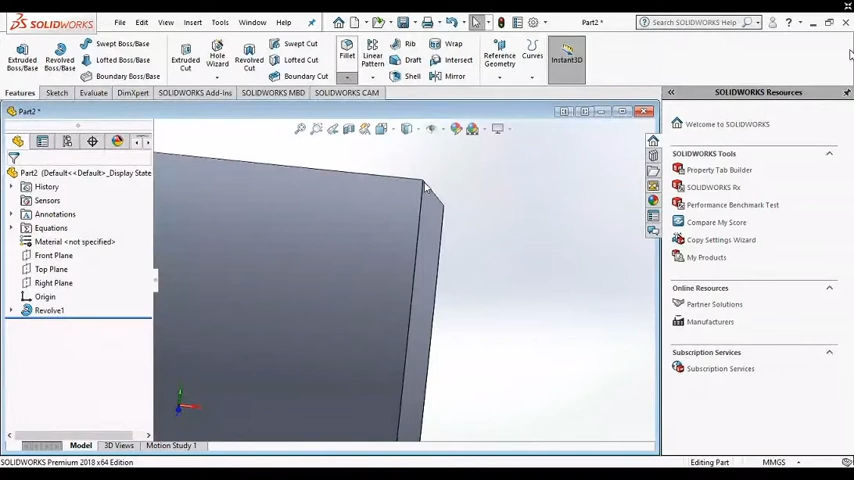 SOLIDWORKS File Edit View Insert Tools Window Help Part2 * Search SOLIDWORKS Help
Extruded Boss/Base Revolved Boss/Base Swept Boss/Base Lofted Boss/Base Boundary Boss/Base Extruded Cut Hole Wizard Revolved Cut Swept Cut Lofted Cut Boundary Cut Fillet Linear Pattern Rib Draft Shell Wrap Intersect Mirror Reference Geometry Curves Instant3D
Features Sketch Evaluate DimXpert SOLIDWORKS Add-Ins SOLIDWORKS MBD SOLIDWORKS CAM
SOLIDWORKS Resources
Part2 *
Part2 (Default<<Default>_Display State
History
Sensors
Annotations
Equations
Material <not specified>
Front Plane
Top Plane
Right Plane
Origin
Revolve1
Welcome to SOLIDWORKS
SOLIDWORKS Tools
Property Tab Builder
SOLIDWORKS Rx
Performance Benchmark Test
Compare My Score
Copy Settings Wizard
My Products
Online Resources
Partner Solutions
Manufacturers
Subscription Services
Subscription Services
Model 3D Views Motion Study 1
SOLIDWORKS Premium 2018 x64 Edition Editing Part MMGS